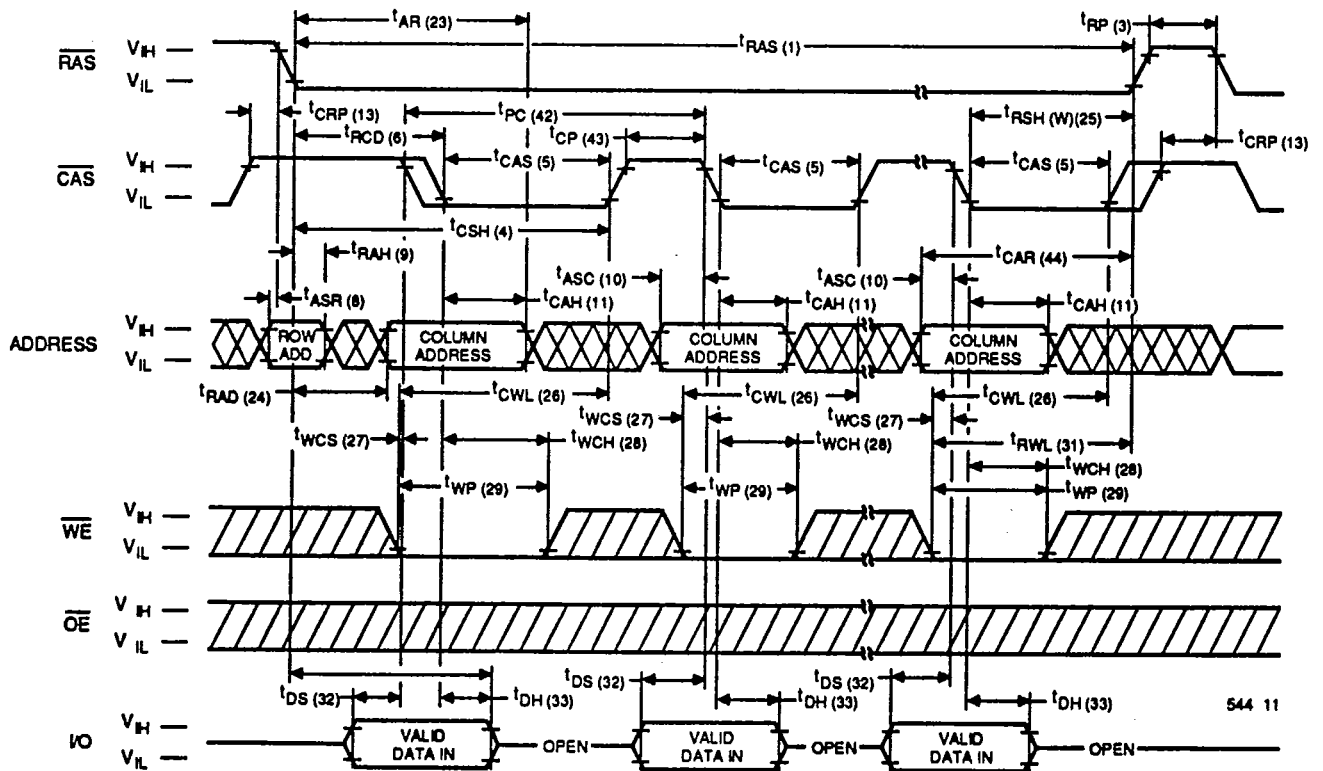 tAR (23)
tRP (3)
RAS
VIH
VIL
tRAS (1)
tCRP (13)
tPC (42)
tRSH (W)(25)
tRCD (6)
tCP (43)
tCRP (13)
CAS
VIH
VIL
tCAS (5)
tCAS (5)
tCAS (5)
tCSH (4)
tRAH (9)
tCAR (44)
tASC (10)
tASC (10)
tASR (8)
tCAH (11)
tCAH (11)
tCAH (11)
ADDRESS
VIH
VIL
ROW ADD
COLUMN ADDRESS
COLUMN ADDRESS
COLUMN ADDRESS
tRAD (24)
tCWL (26)
tCWL (26)
tCWL (26)
tWCS (27)
tWCS (27)
tWCS (27)
tWCH (28)
tWCH (28)
tRWL (31)
tWCH (28)
tWP (29)
tWP (29)
tWP (29)
WE
VIH
VIL
OE
V IH
V IL
tDS (32)
tDH (33)
tDS (32)
tDH (33)
tDS (32)
tDH (33)
544 11
I/O
VIH
VIL
VALID DATA IN
OPEN
VALID DATA IN
OPEN
VALID DATA IN
OPEN